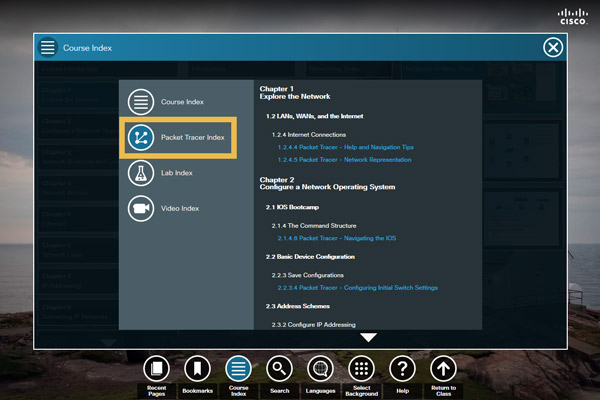 CISCO
Course Index
Course Index
Packet Tracer Index
Lab Index
Video Index
Chapter 1
Explore the Network
1.2 LANs, WANs, and the Internet
1.2.4 Internet Connections
1.2.4.4 Packet Tracer - Help and Navigation Tips
1.2.4.5 Packet Tracer - Network Representation
Chapter 2
Configure a Network Operating System
2.1 IOS Bootcamp
2.1.4 The Command Structure
2.1.4.6 Packet Tracer - Navigating the IOS
2.2 Basic Device Configuration
2.2.3 Save Configurations
2.2.3.4 Packet Tracer - Configuring Initial Switch Settings
2.3 Address Schemes
2.3.2 Configure IP Addressing
Recent
Pages
Bookmarks
Course
Index
Search
Languages
Select
Background
Help
Return to
Class